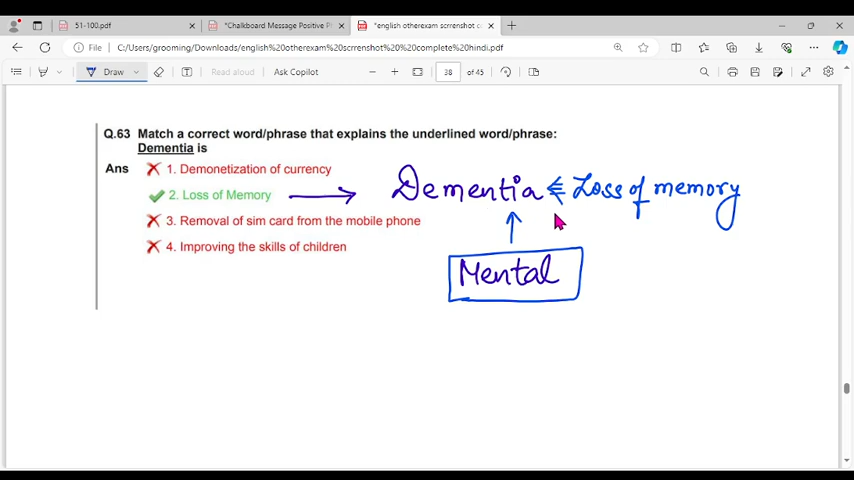 51-100.pdf
*Chalkboard Message Positive P
*english otherexam scrrenshot c
File
C:/Users/grooming/Downloads/english%20otherexam%20scrrenshot%20%20complete%20hindi.pdf
Draw
Read aloud
Ask Copilot
38
of 45
Q.63 Match a correct word/phrase that explains the underlined word/phrase:
Dementia is
Ans 1. Demonetization of currency
2. Loss of Memory
Dementia
Loss of memory
3. Removal of sim card from the mobile phone
4. Improving the skills of children
Mental